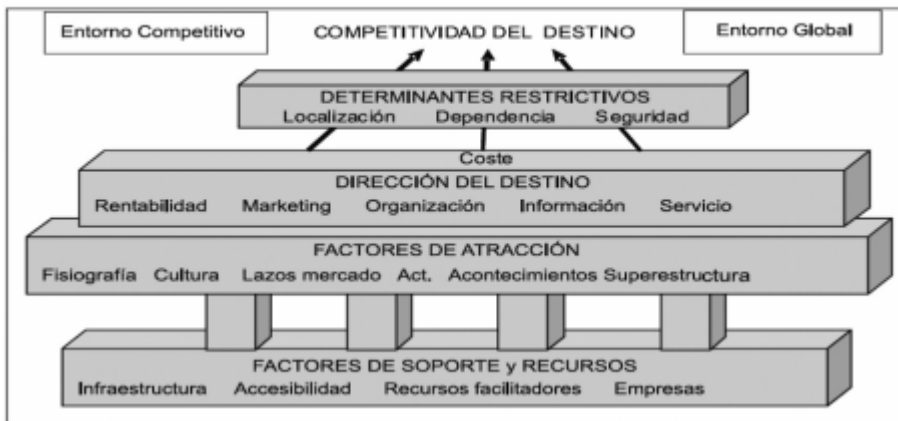 Entorno Competitivo
COMPETITIVIDAD DEL DESTINO
Entorno Global
DETERMINANTES RESTRICTIVOS
Localización Dependencia Seguridad
Coste
DIRECCIÓN DEL DESTINO
Rentabilidad Marketing Organización Información Servicio
FACTORES DE ATRACCIÓN
Fisiografía Cultura Lazos mercado Act. Acontecimientos Superestructura
FACTORES DE SOPORTE y RECURSOS
Infraestructura Accesibilidad Recursos facilitadores Empresas